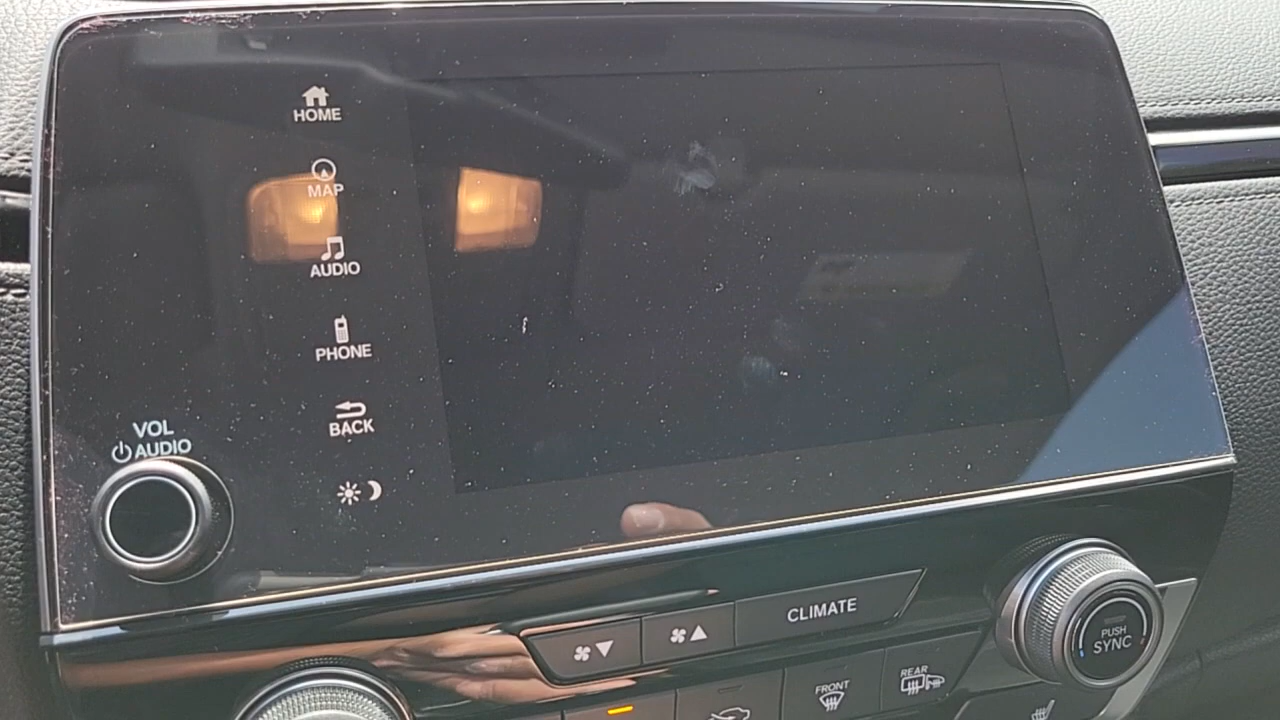 HOME
MAP
AUDIO
PHONE
BACK
VOL
AUDIO
CLIMATE
PUSH
SYNC
FRONT
REAR